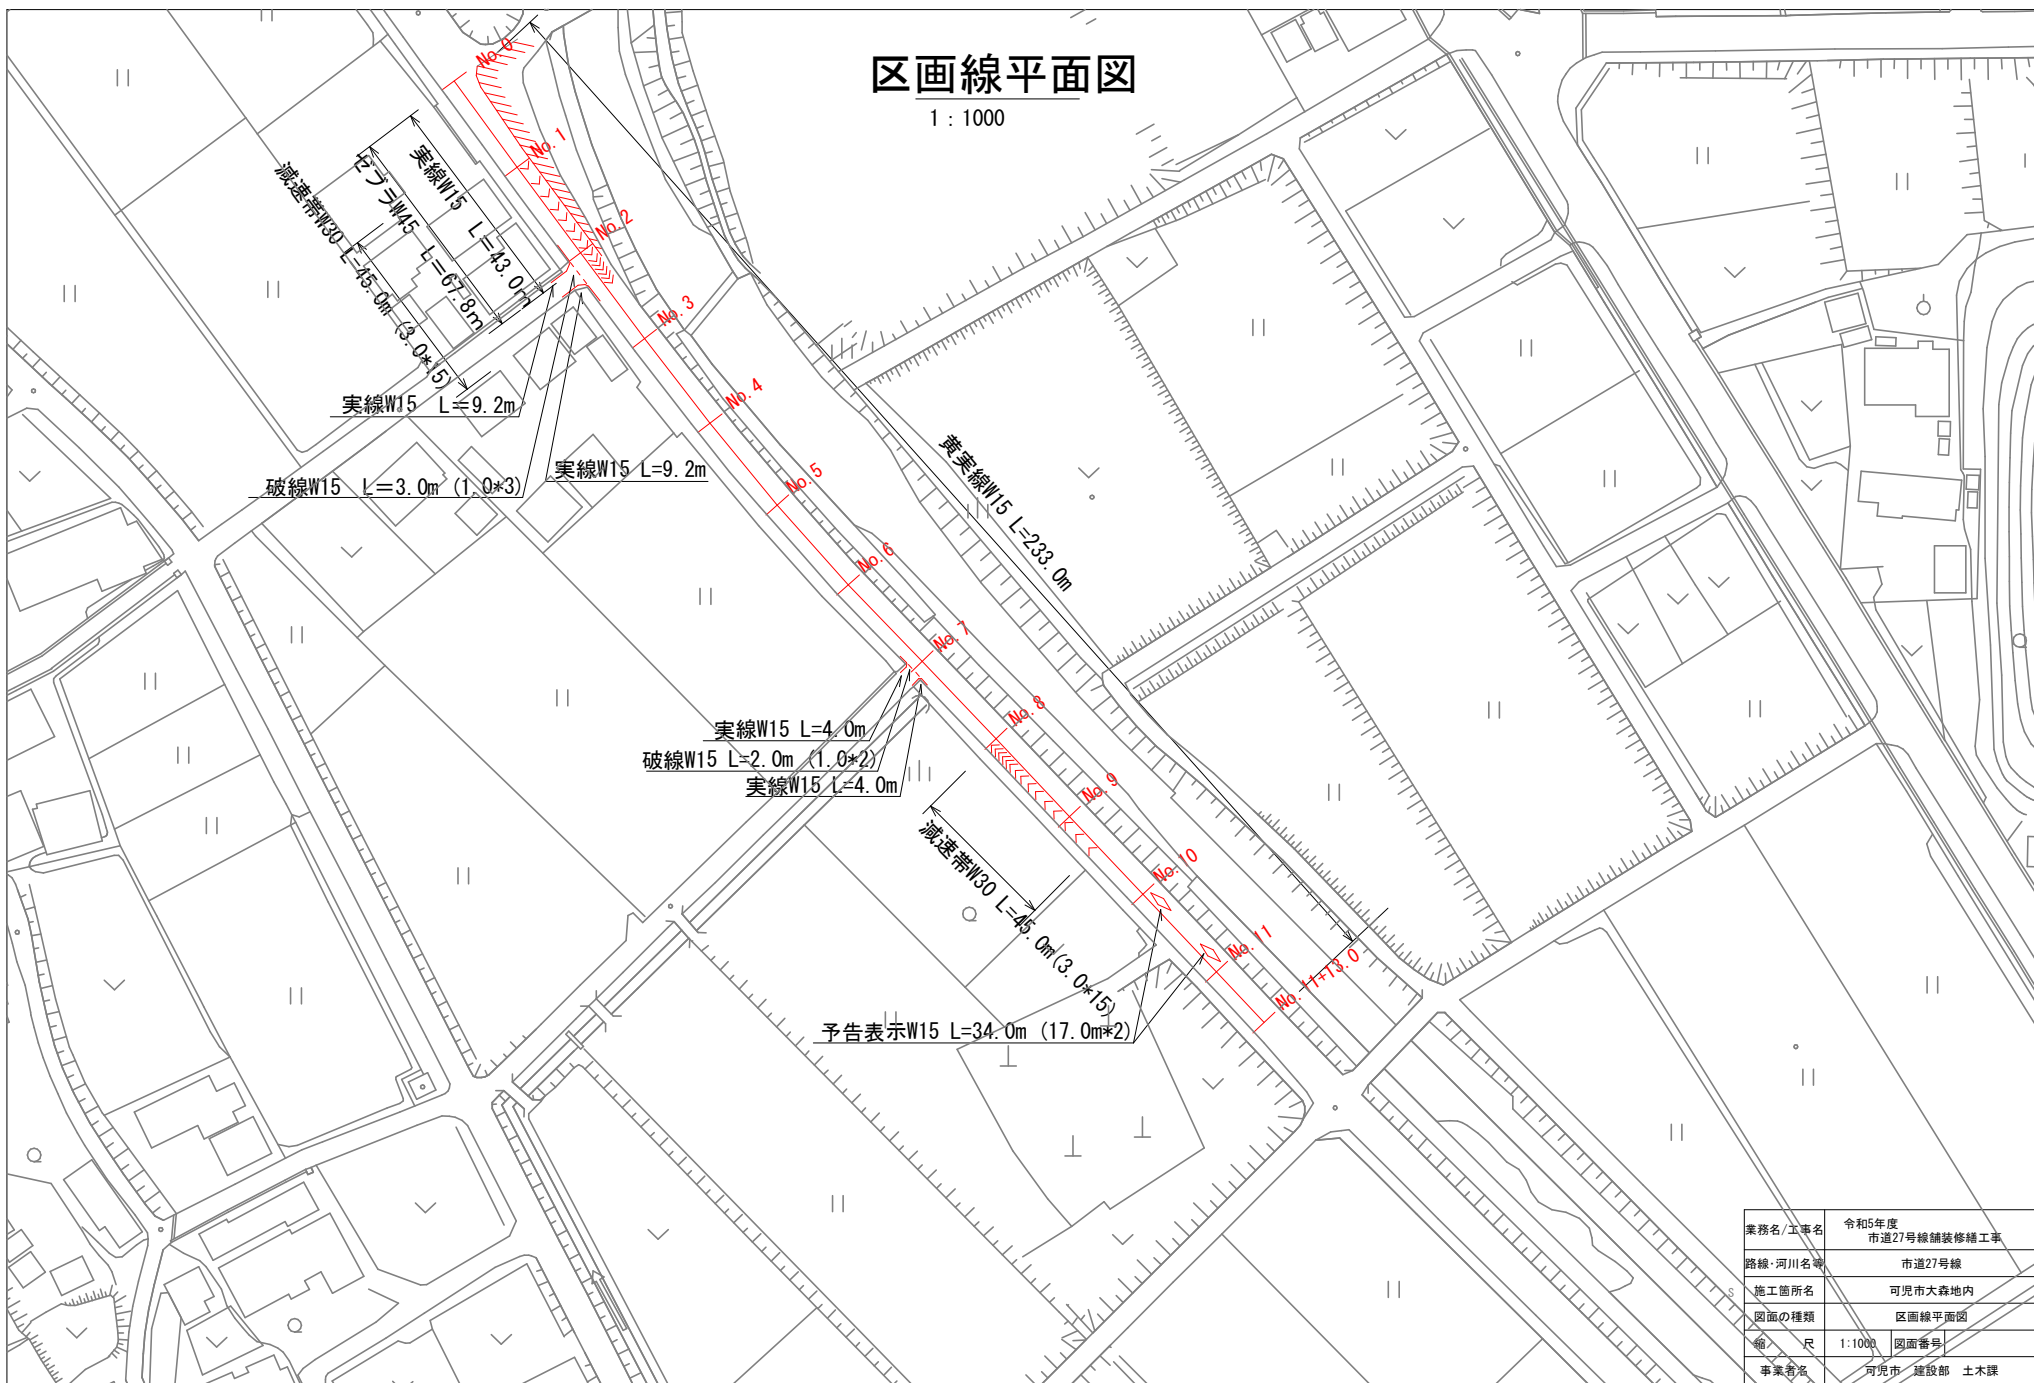 区画線平面図
1：1000
No.0
No.1
No.2
No.3
No.4
No.5
No.6
No.7
No.8
No.9
No.10
No.11
No.11+13.0
実線W15　L=43.0m
ゼブラW45　L=67.8m
減速帯W30 L=45.0m (3.0*15)
実線W15　L=9.2m
破線W15　L=3.0m (1.0*3)
実線W15 L=9.2m
黄実線W15 L=233.0m
実線W15 L=4.0m
破線W15 L=2.0m (1.0*2)
実線W15 L=4.0m
減速帯W30 L=45.0m(3.0*15)
予告表示W15 L=34.0m (17.0m*2)
業務名/工事名 令和5年度
市道27号線舗装修繕工事
路線・河川名等 市道27号線
施工箇所名 可児市大森地内
図面の種類 区画線平面図
縮　尺 1:1000 図面番号
事業者名 可児市　建設部　土木課
S